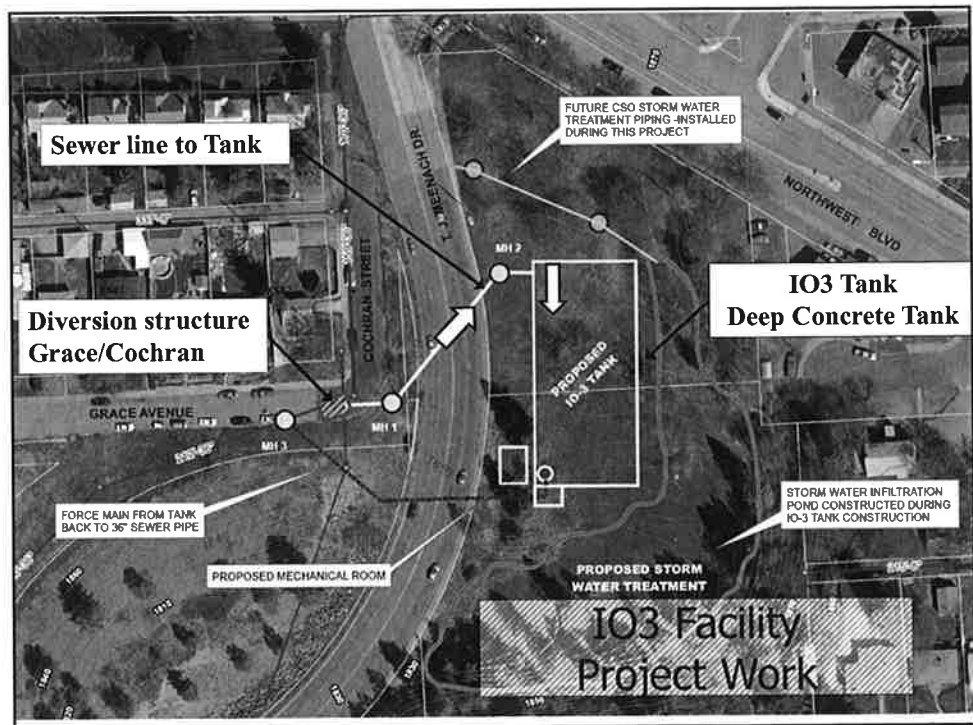 FUTURE CSO STORM WATER
TREATMENT PIPING -INSTALLED
DURING THIS PROJECT
Sewer line to Tank
T. J. MEENACH DR
NORTHWEST BLVD
MH 2
COCHRAN STREET
IO3 Tank
Deep Concrete Tank
Diversion structure
Grace/Cochran
PROPOSED
IO-3 TANK
GRACE AVENUE
MH 3
MH 1
FORCE MAIN FROM TANK
BACK TO 36" SEWER PIPE
STORM WATER INFILTRATION
POND CONSTRUCTED DURING
IO-3 TANK CONSTRUCTION
PROPOSED MECHANICAL ROOM
PROPOSED STORM
WATER TREATMENT
IO3 Facility
Project Work